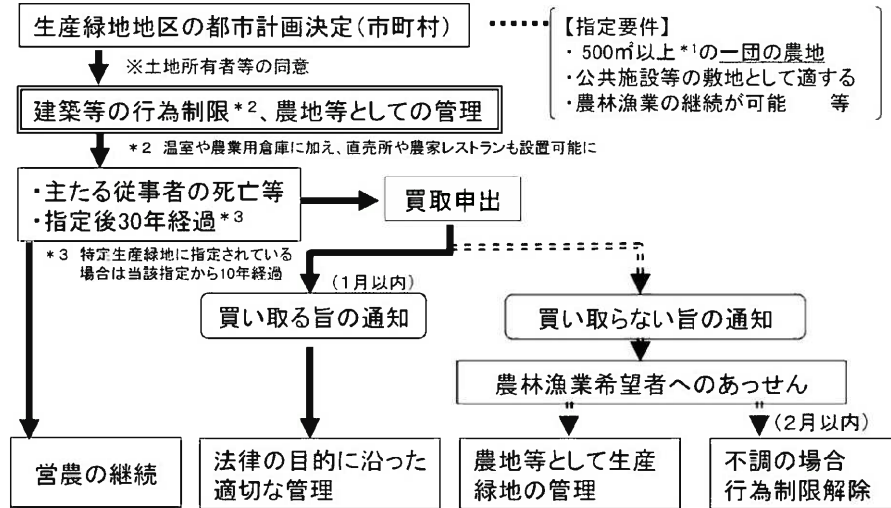 生産緑地地区の都市計画決定(市町村)
【指定要件】
・500㎡以上*1の一団の農地
・公共施設等の敷地として適する
・農林漁業の継続が可能　等
※土地所有者等の同意
建築等の行為制限*2、農地等としての管理
*2 温室や農業用倉庫に加え、直売所や農家レストランも設置可能に
・主たる従事者の死亡等
・指定後30年経過*3
買取申出
*3 特定生産緑地に指定されている
場合は当該指定から10年経過
(1月以内)
買い取る旨の通知
買い取らない旨の通知
農林漁業希望者へのあっせん
(2月以内)
営農の継続
法律の目的に沿った
適切な管理
農地等として生産
緑地の管理
不調の場合
行為制限解除